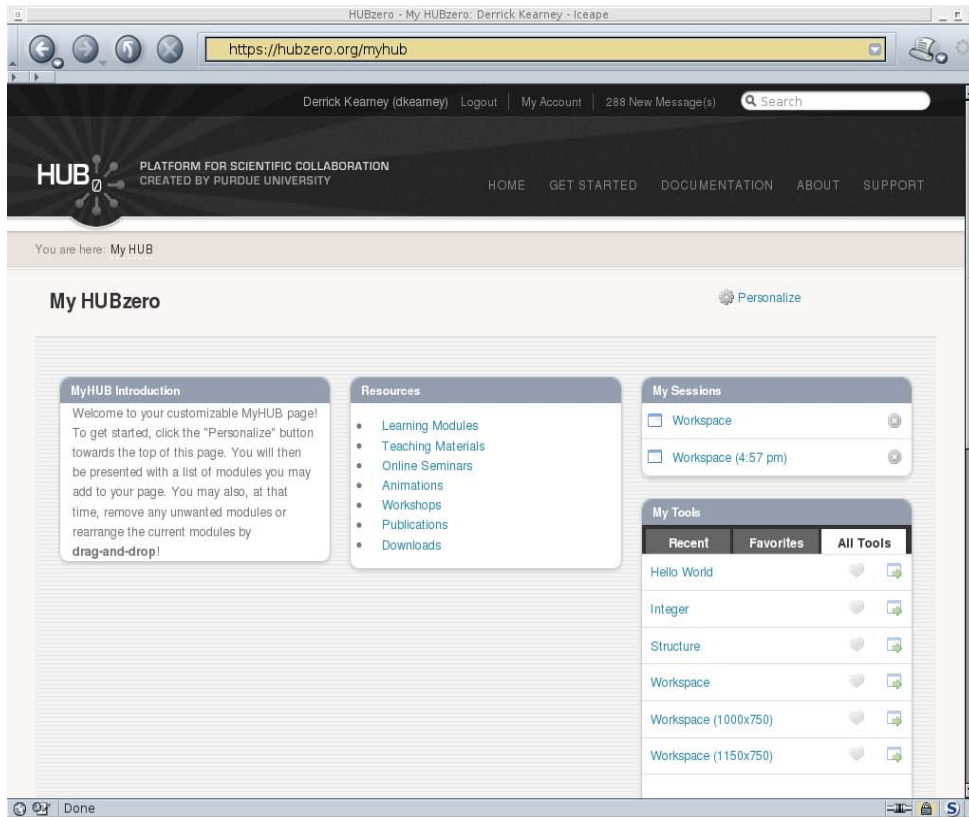 HUBzero - My HUBzero: Derrick Kearney - Iceape
https://hubzero.org/myhub
Derrick Kearney (dkearney) Logout My Account 288 New Message(s) Search
HUB0
PLATFORM FOR SCIENTIFIC COLLABORATION
CREATED BY PURDUE UNIVERSITY
HOME GET STARTED DOCUMENTATION ABOUT SUPPORT
You are here: My HUB
My HUBzero
Personalize
MyHUB Introduction
Welcome to your customizable MyHUB page!
To get started, click the "Personalize" button
towards the top of this page. You will then
be presented with a list of modules you may
add to your page. You may also, at that
time, remove any unwanted modules or
rearrange the current modules by
drag-and-drop!
Resources
Learning Modules
Teaching Materials
Online Seminars
Animations
Workshops
Publications
Downloads
My Sessions
Workspace
Workspace (4:57 pm)
My Tools
Recent Favorites All Tools
Hello World
Integer
Structure
Workspace
Workspace (1000x750)
Workspace (1150x750)
Done
S